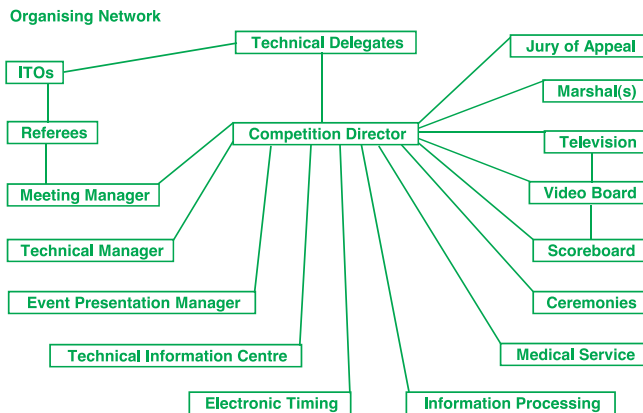 Organising Network
Technical Delegates
Jury of Appeal
ITOs
Marshal(s)
Referees
Competition Director
Television
Meeting Manager
Video Board
Technical Manager
Scoreboard
Event Presentation Manager
Ceremonies
Technical Information Centre
Medical Service
Electronic Timing
Information Processing